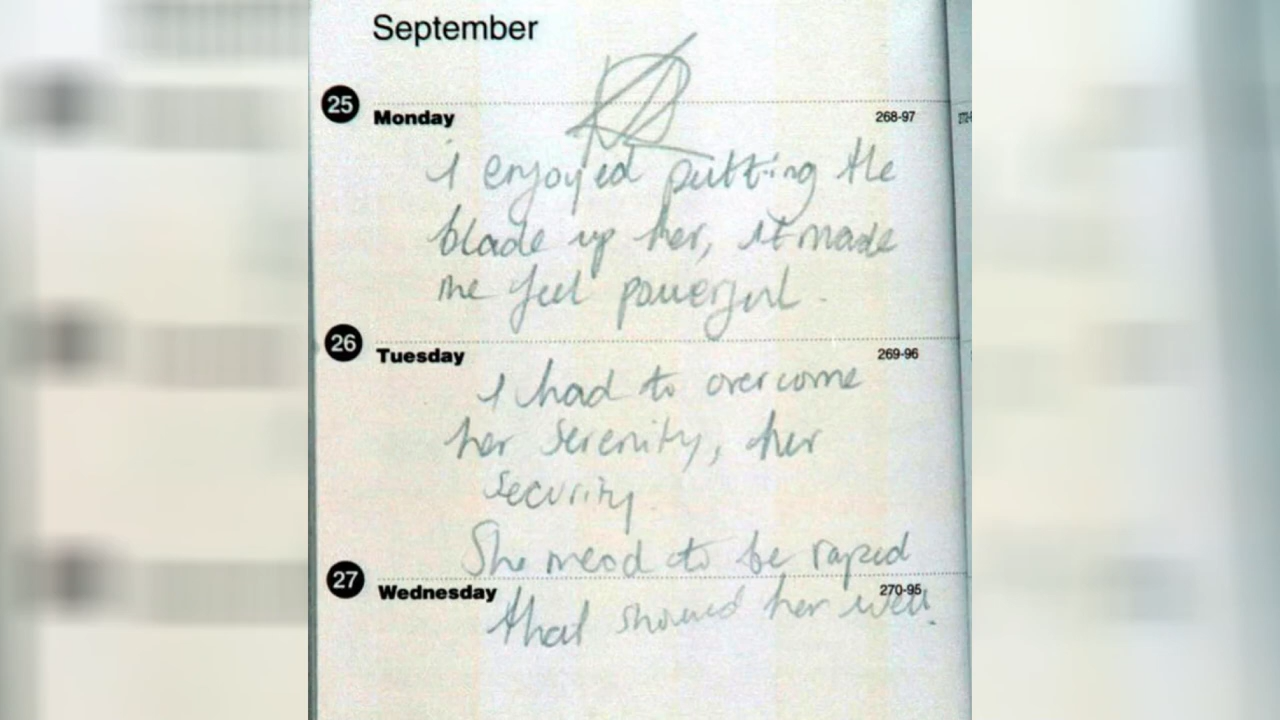 September
25
Monday 268-97
I enjoyed putting the
blade up her, it made
me feel powerful.
26
Tuesday 269-96
I had to overcome
her serenity, her
security
She to be raped
27
Wednesday 270-95
that her well.